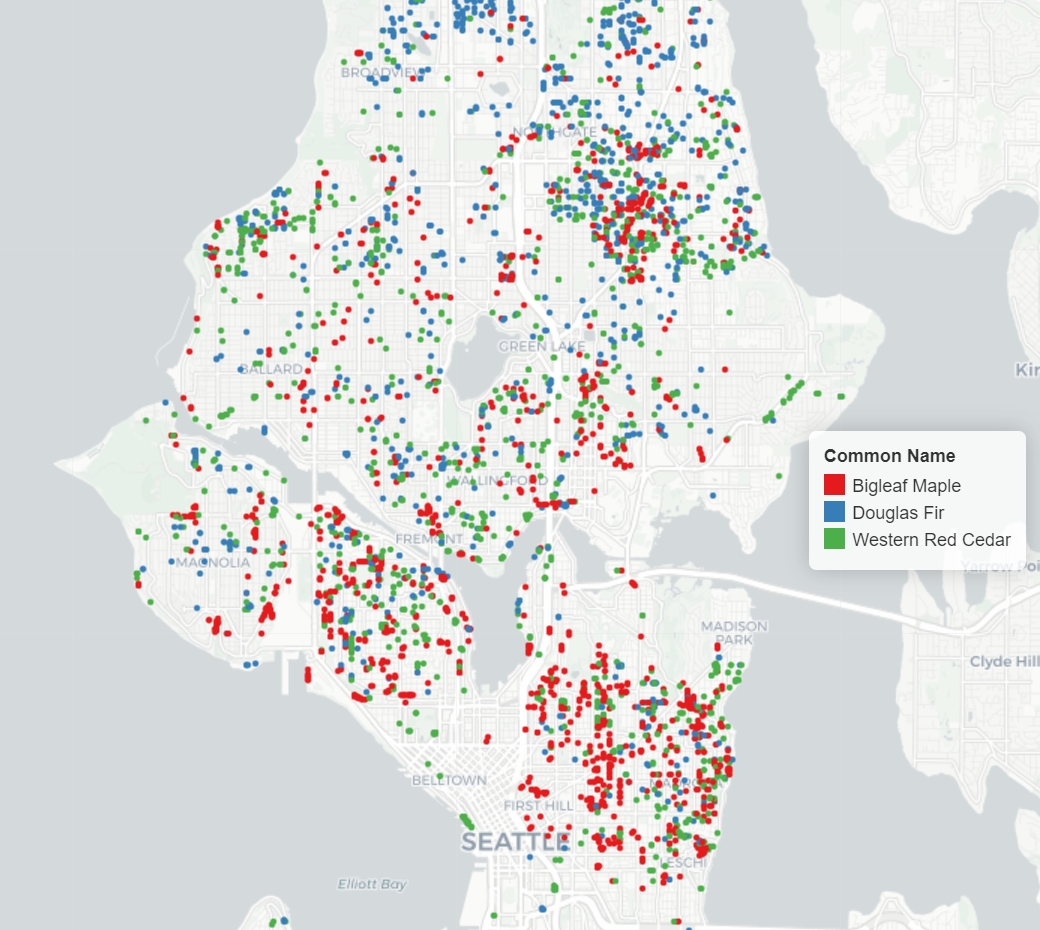 BROADVIEW
NORTHGATE
GREEN LAKE
BALLARD
Kir
Common Name
Bigleaf Maple
Douglas Fir
Western Red Cedar
WALLINGFORD
FREMONT
MAGNOLIA
Yarrow Poi
MADISON
PARK
Clyde Hill
BELLTOWN
MADRONA
FIRST HILL
SEATTLE
LESCHI
Elliott Bay